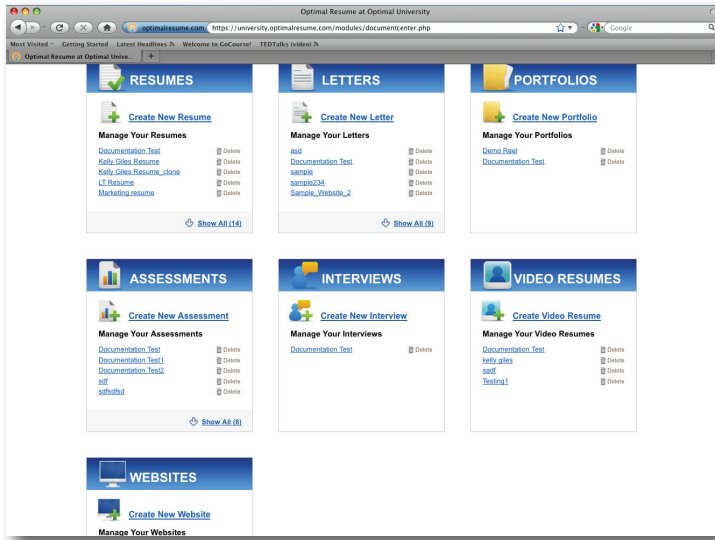 Optimal Resume at Optimal University
optimalresume.com https://university.optimalresume.com/modules/documentcenter.php
Google
Most Visited Getting Started Latest Headlines Welcome to GoCourse! TEDTalks (video)
Optimal Resume at Optimal Unive... +
RESUMES
Create New Resume
Manage Your Resumes
Documentation Test Delete
Kelly Giles Resume Delete
Kelly Giles Resume_clone Delete
LT Resume Delete
Marketing resume Delete
Show All (14)
LETTERS
Create New Letter
Manage Your Letters
asd Delete
Documentation Test Delete
sample Delete
sample234 Delete
Sample_Website_2 Delete
Show All (9)
PORTFOLIOS
Create New Portfolio
Manage Your Portfolios
Demo Reel Delete
Documentation Test Delete
ASSESSMENTS
Create New Assessment
Manage Your Assessments
Documentation Test Delete
Documentation Test1 Delete
Documentation Test2 Delete
sdf Delete
sdfsdfsd Delete
Show All (8)
INTERVIEWS
Create New Interview
Manage Your Interviews
Documentation Test Delete
VIDEO RESUMES
Create Video Resume
Manage Your Video Resumes
Documentation Test Delete
kelly giles Delete
sadf Delete
Testing1 Delete
WEBSITES
Create New Website
Manage Your Websites